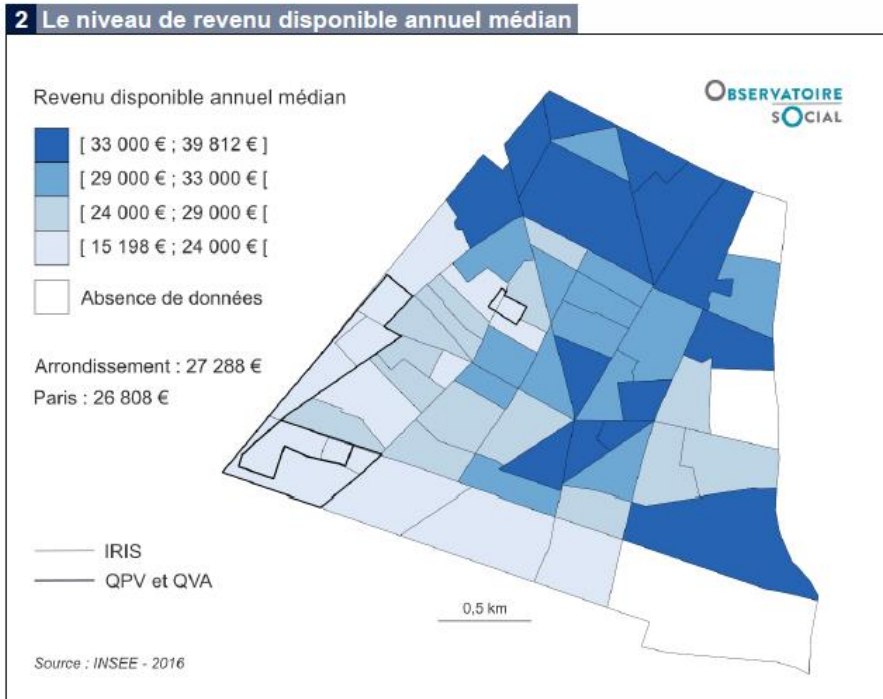 2 Le niveau de revenu disponible annuel médian
Revenu disponible annuel médian
OBSERVATOIRE
SOCIAL
[ 33 000 € ; 39 812 € ]
[ 29 000 € ; 33 000 € [
[ 24 000 € ; 29 000 € [
[ 15 198 € ; 24 000 € [
Absence de données
Arrondissement : 27 288 €
Paris : 26 808 €
IRIS
QPV et QVA
0,5 km
Source : INSEE - 2016